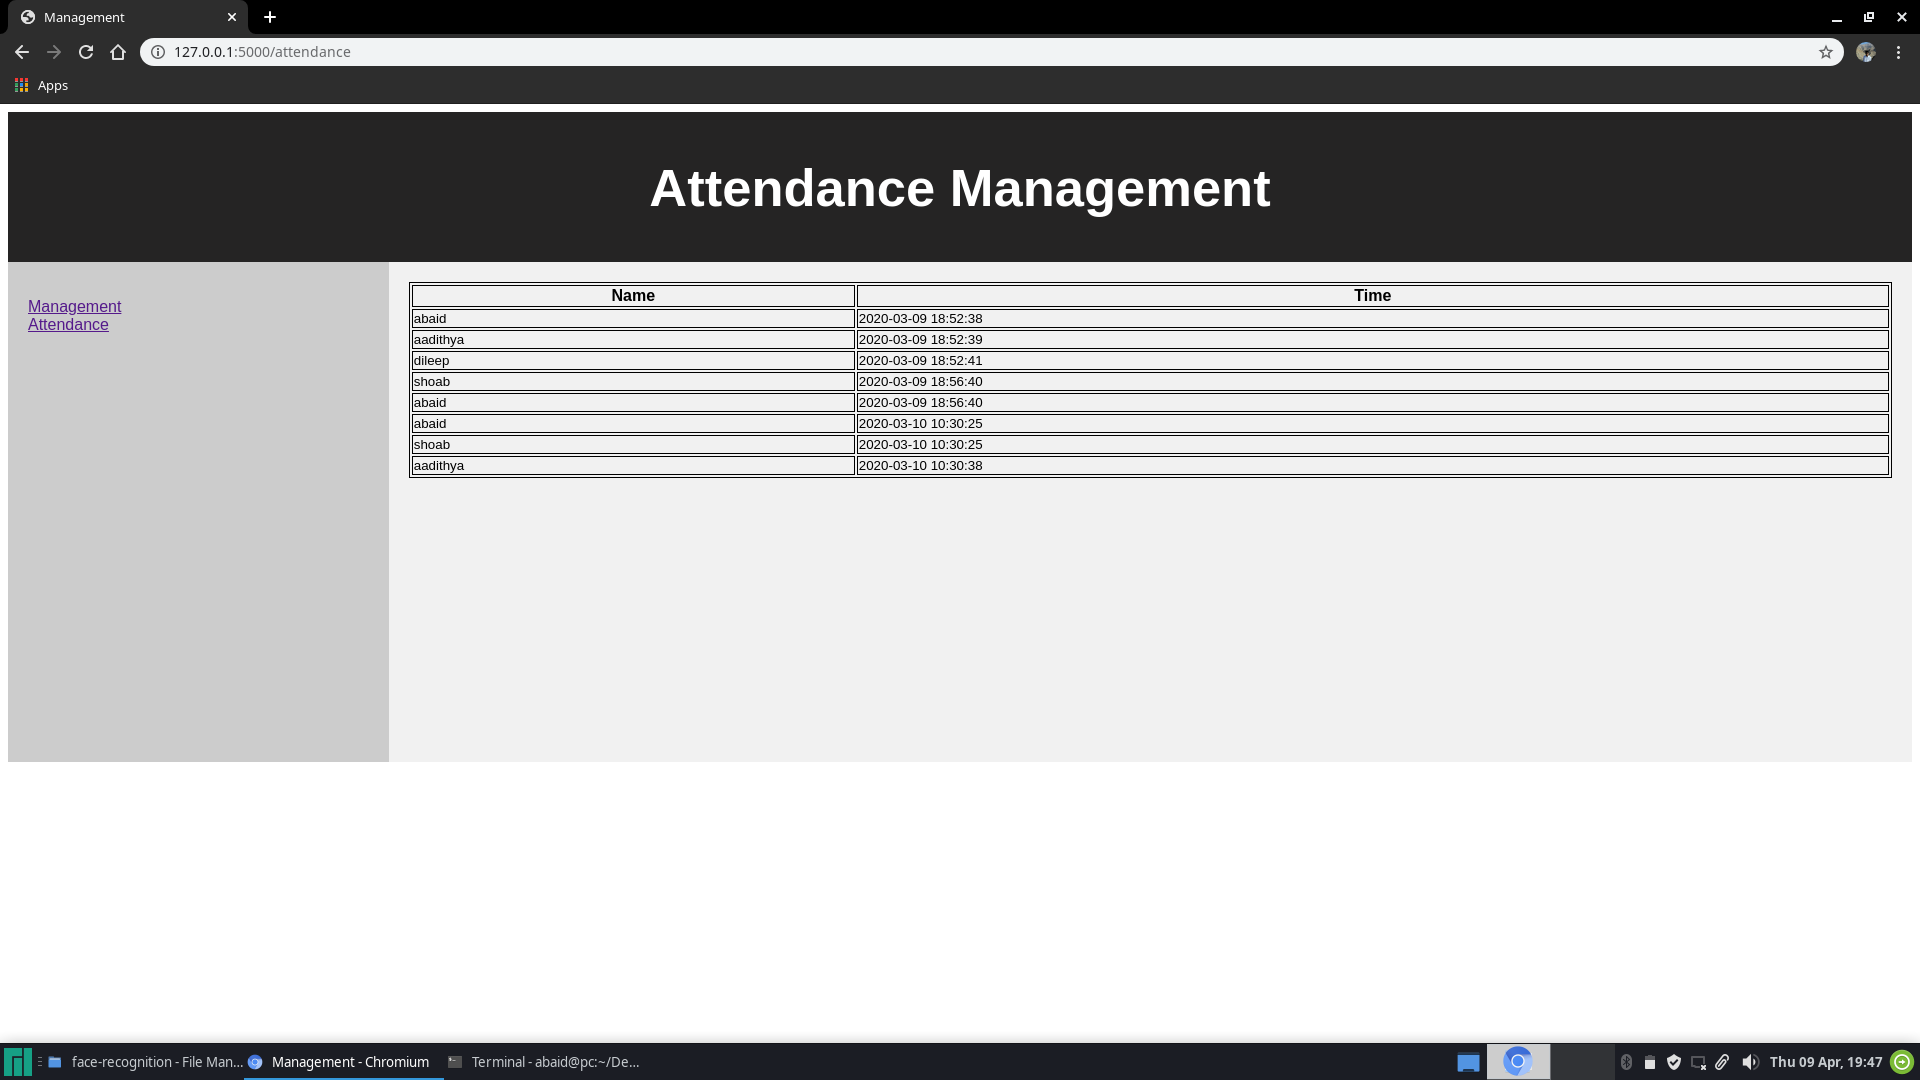 Management
127.0.0.1:5000/attendance
Apps
Attendance Management
Management
Attendance
Name Time
abaid 2020-03-09 18:52:38
aadithya 2020-03-09 18:52:39
dileep 2020-03-09 18:52:41
shoab 2020-03-09 18:56:40
abaid 2020-03-09 18:56:40
abaid 2020-03-10 10:30:25
shoab 2020-03-10 10:30:25
aadithya 2020-03-10 10:30:38
face-recognition - File Man... Management - Chromium Terminal - abaid@pc:~/De... Thu 09 Apr, 19:47